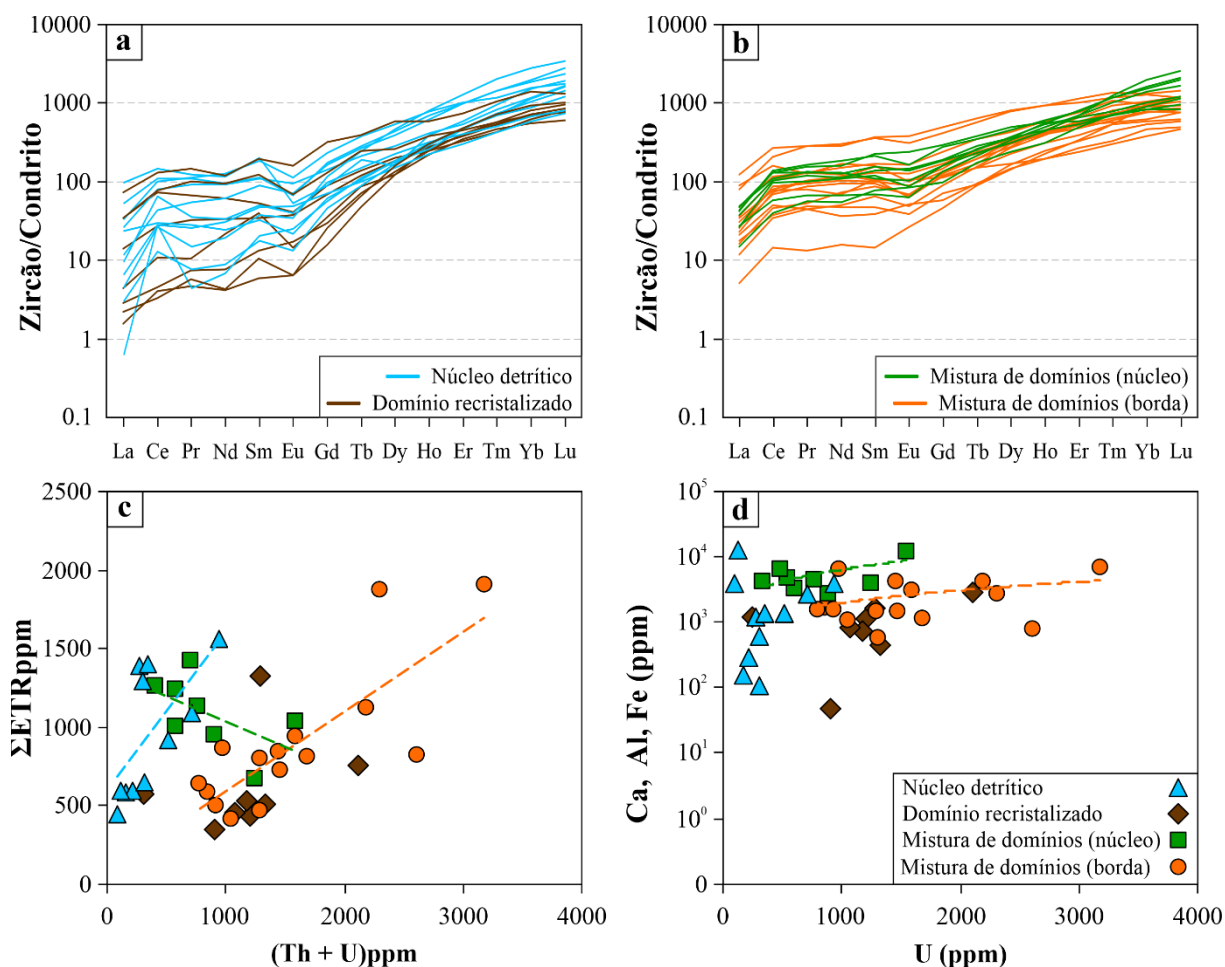 a
10000
1000
100
10
1
0.1
Zircão/Condrito
Núcleo detrítico
Domínio recristalizado
La Ce Pr Nd Sm Eu Gd Tb Dy Ho Er Tm Yb Lu
b
10000
1000
100
10
1
0.1
Zircão/Condrito
Mistura de domínios (núcleo)
Mistura de domínios (borda)
La Ce Pr Nd Sm Eu Gd Tb Dy Ho Er Tm Yb Lu
c
2500
2000
1500
1000
500
0
ΣETRppm
0 1000 2000 3000 4000
(Th + U)ppm
d
10⁵
10⁴
10³
10²
10¹
10⁰
0
Ca, Al, Fe (ppm)
Núcleo detrítico
Domínio recristalizado
Mistura de domínios (núcleo)
Mistura de domínios (borda)
0 1000 2000 3000 4000
U (ppm)